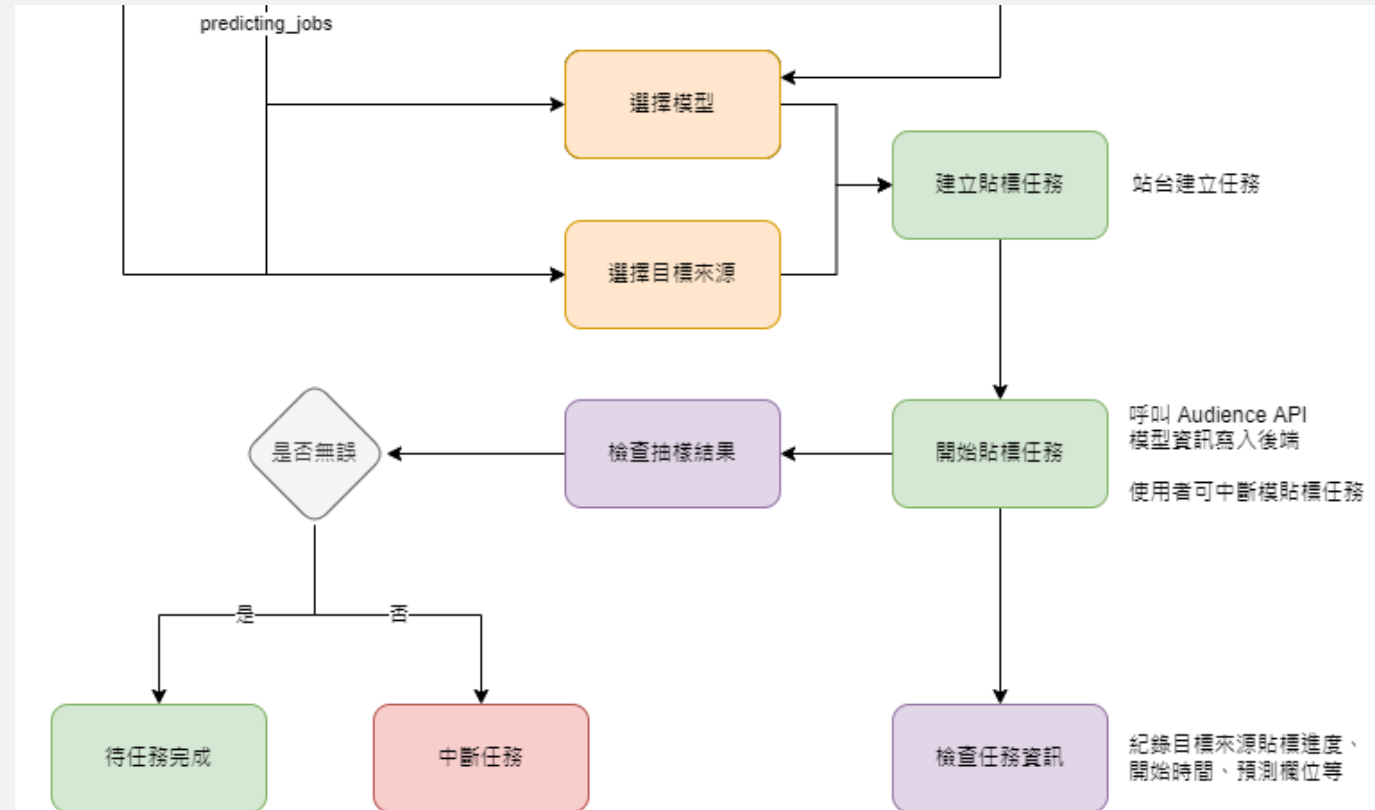 predicting_jobs
選擇模型
建立貼標任務
站台建立任務
選擇目標來源
是否無誤
檢查抽樣結果
開始貼標任務
呼叫 Audience API
模型資訊寫入後端
使用者可中斷模貼標任務
是
否
待任務完成
中斷任務
檢查任務資訊
紀錄目標來源貼標進度、
開始時間、預測欄位等